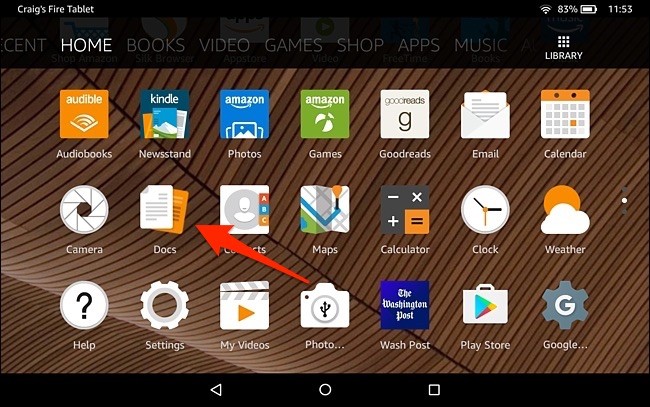 Craig's Fire Tablet 83% 11:53
ECENT HOME BOOKS VIDEO GAMES SHOP APPS MUSIC A
Shop Amazon Silk Browser Appstore Video FreeTime Books music
LIBRARY
audible kindle amazon amazon goodreads
g
Audiobooks Newsstand Photos Games Goodreads Email Calendar
A
B
C
Camera Docs C ntacts Maps Calculator Clock Weather
The
Washington
Post
G
Help Settings My Videos Photo... Wash Post Play Store Google...